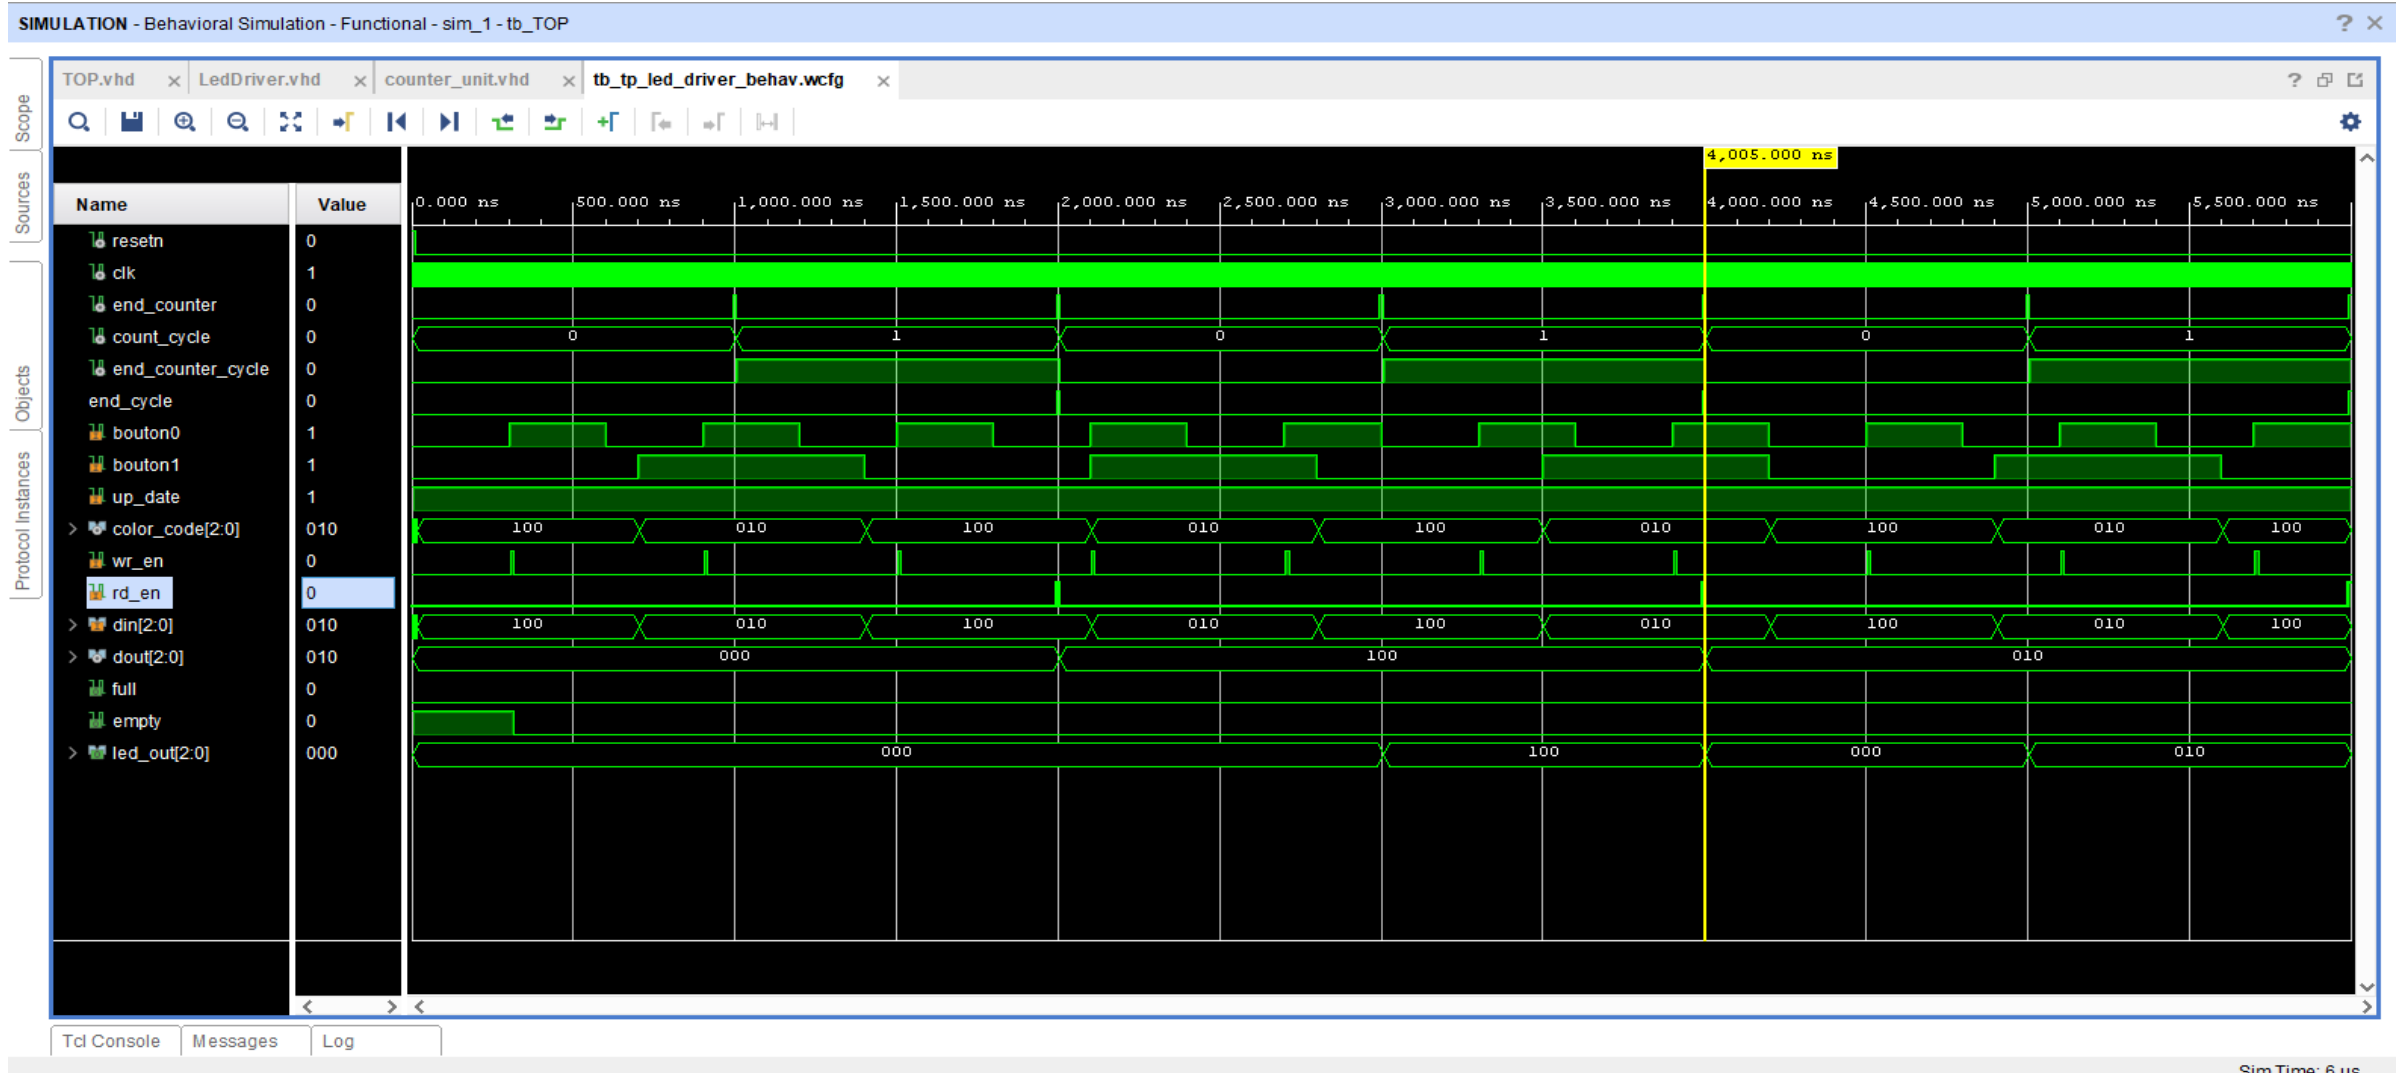 SIMULATION - Behavioral Simulation - Functional - sim_1 - tb_TOP
TOP.vhd LedDriver.vhd counter_unit.vhd tb_tp_led_driver_behav.wcfg
Scope
Sources
Objects
Protocol Instances
4,005.000 ns
Name Value 0.000 ns 500.000 ns 1,000.000 ns 1,500.000 ns 2,000.000 ns 2,500.000 ns 3,000.000 ns 3,500.000 ns 4,000.000 ns 4,500.000 ns 5,000.000 ns 5,500.000 ns
resetn 0
clk 1
end_counter 0
count_cycle 0 0 1 0 1 0 1
end_counter_cycle 0
end_cycle 0
bouton0 1
bouton1 1
up_date 1
color_code[2:0] 010 100 010 100 010 100 010 100 010 100
wr_en 0
rd_en 0
din[2:0] 010 100 010 100 010 100 010 100 010 100
dout[2:0] 010 000 100 010
full 0
empty 0
led_out[2:0] 000 000 100 000 010
Tcl Console Messages Log
Sim Time: 6 us